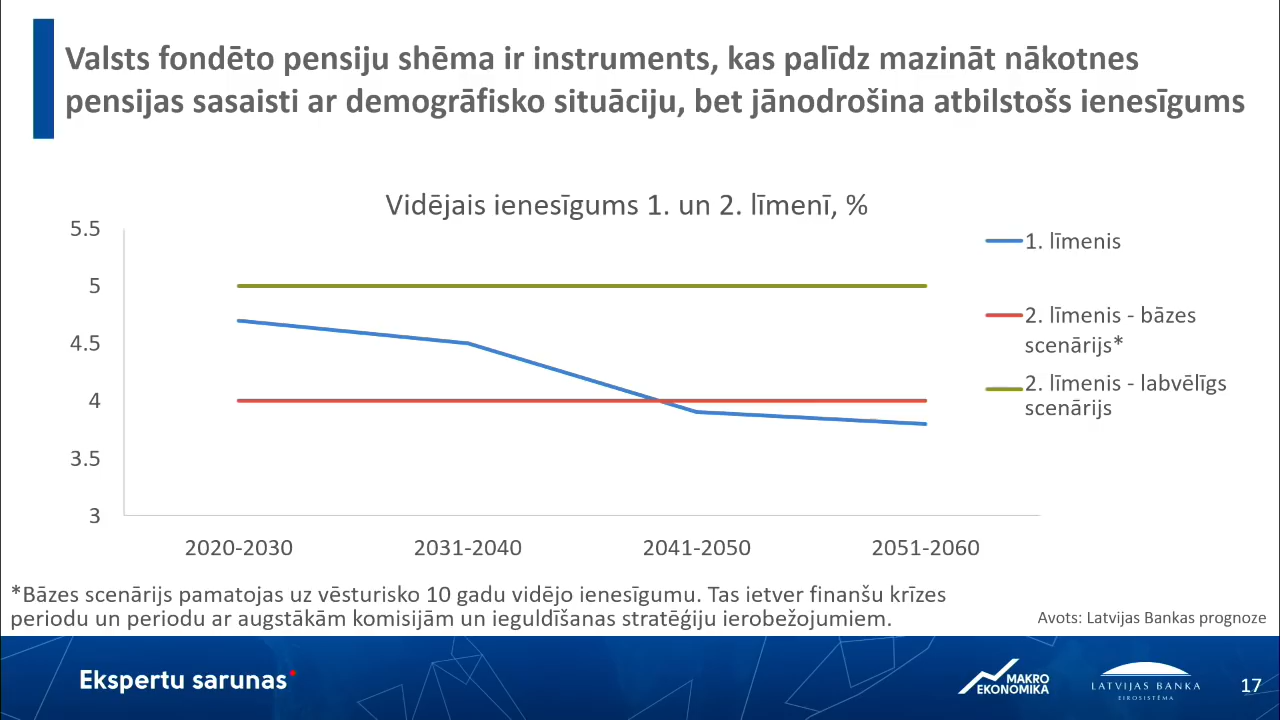 Valsts fondēto pensiju shēma ir instruments, kas palīdz mazināt nākotnes
pensijas sasaisti ar demogrāfisko situāciju, bet jānodrošina atbilstošs ienesīgums
Vidējais ienesīgums 1. un 2. līmenī, %
5.5
5
4.5
4
3.5
3
2020-2030
2031-2040
2041-2050
2051-2060
1. līmenis
2. līmenis - bāzes
scenārijs*
2. līmenis - labvēlīgs
scenārijs
*Bāzes scenārijs pamatojas uz vēsturisko 10 gadu vidējo ienesīgumu. Tas ietver finanšu krīzes
periodu un periodu ar augstākām komisijām un ieguldīšanas stratēģiju ierobežojumiem.
Avots: Latvijas Bankas prognoze
Ekspertu sarunas
MAKRO
EKONOMIKA
LATVIJAS BANKA
EIROSISTĒMA
17